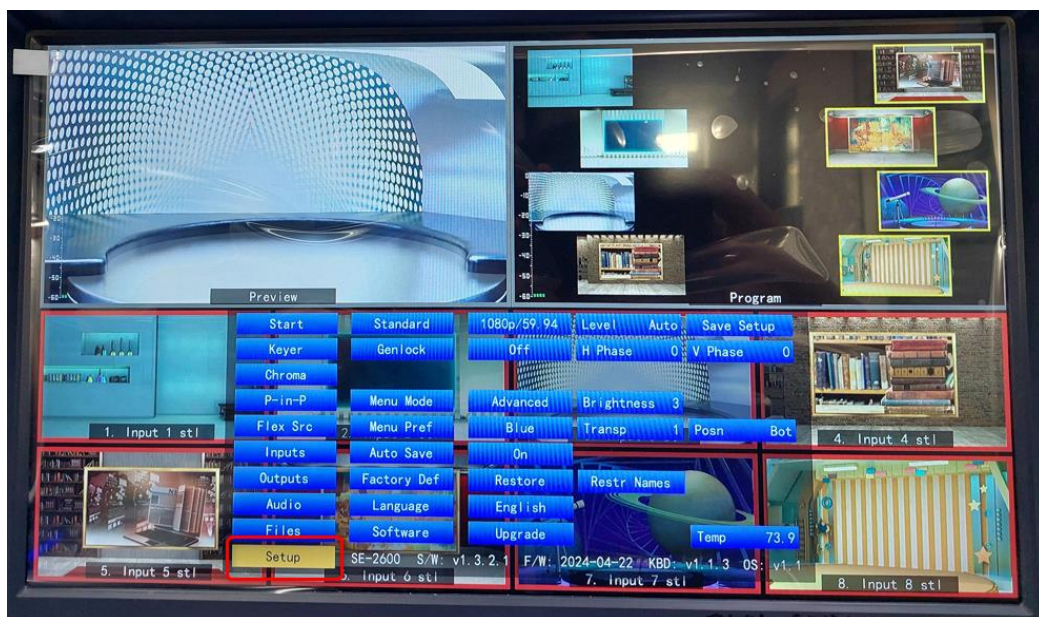 Preview
Program
Start Standard 1080p/59.94 Level Auto Save Setup
Keyer Genlock Off H Phase 0 V Phase 0
Chroma
P-in-P Menu Mode Advanced Brightness 3
Flex Src Menu Pref Blue Transp 1 Posn Bot
1. Input 1 stl 2 4. Input 4 stl
Inputs Auto Save On
Outputs Factory Def Restore Restr Names
Audio Language English
Files Software Upgrade Temp 73.9
Setup SE-2600 S/W: v1.3.2.1 F/W: 2024-04-22 KBD: v1.1.3 OS: v1.1
5. Input 5 stl 6. Input 6 stl 7. Input 7 stl 8. Input 8 stl